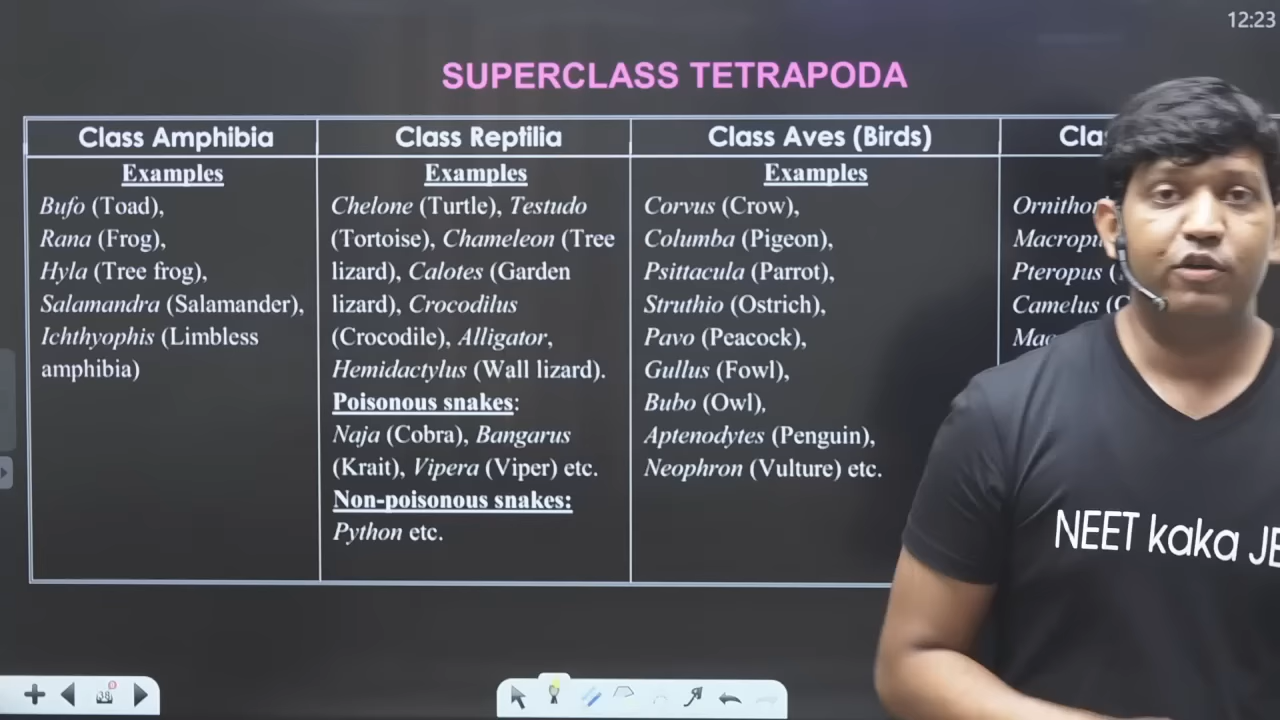 12:23
SUPERCLASS TETRAPODA
Class Amphibia
Examples
Bufo (Toad),
Rana (Frog),
Hyla (Tree frog),
Salamandra (Salamander),
Ichthyophis (Limbless
amphibia)
Class Reptilia
Examples
Chelone (Turtle), Testudo
(Tortoise), Chameleon (Tree
lizard), Calotes (Garden
lizard), Crocodilus
(Crocodile), Alligator,
Hemidactylus (Wall lizard).
Poisonous snakes:
Naja (Cobra), Bangarus
(Krait), Vipera (Viper) etc.
Non-poisonous snakes:
Python etc.
Class Aves (Birds)
Examples
Corvus (Crow),
Columba (Pigeon),
Psittacula (Parrot),
Struthio (Ostrich),
Pavo (Peacock),
Gullus (Fowl),
Bubo (Owl),
Aptenodytes (Penguin),
Neophron (Vulture) etc.
Pteropus
Camelus
NEET kaka JE
38